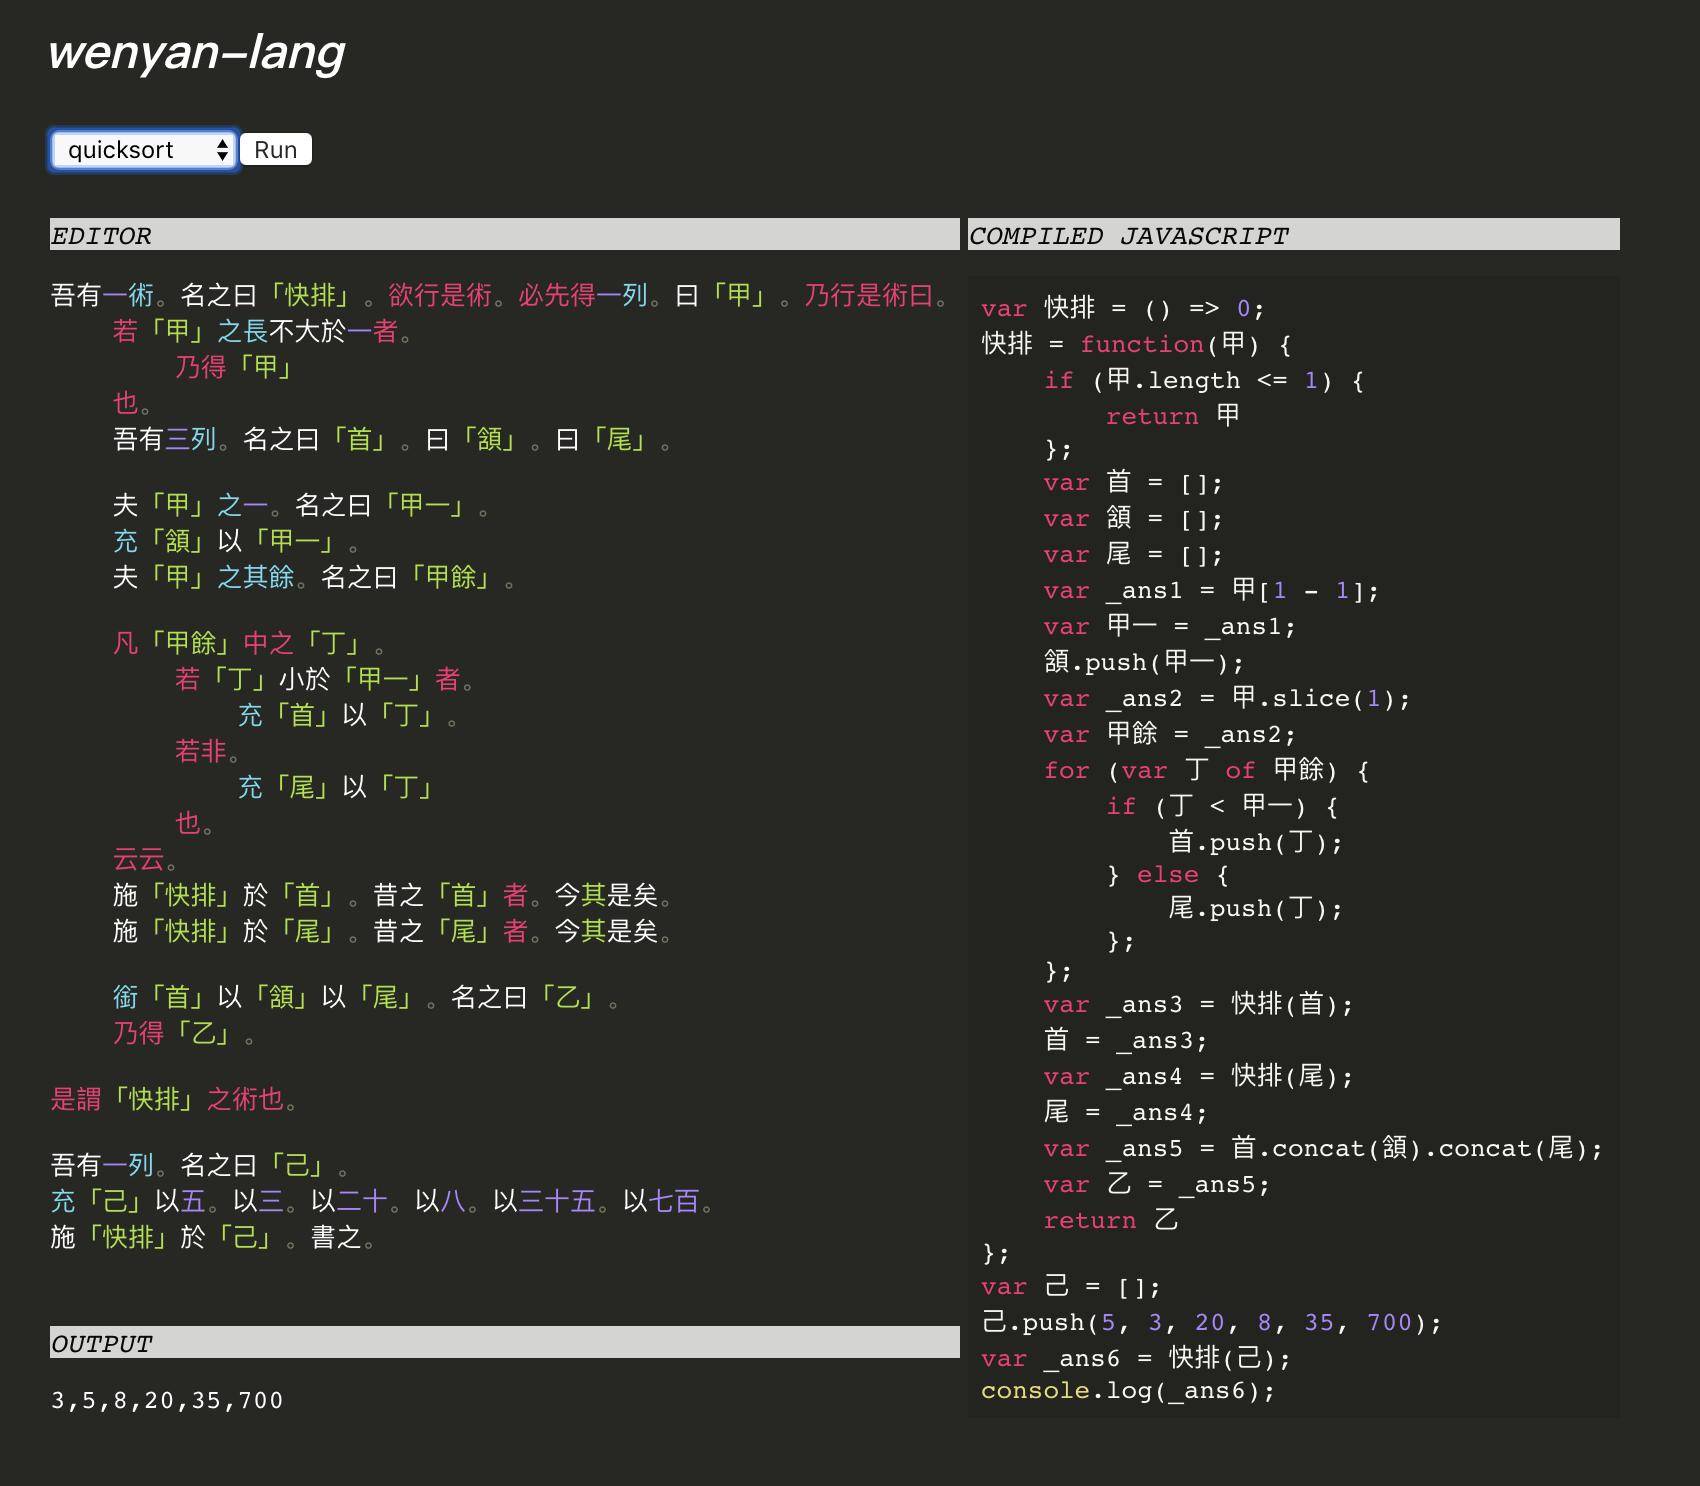 wenyan-lang
quicksort Run
EDITOR
吾有一術。名之曰「快排」。欲行是術。必先得一列。曰「甲」。乃行是術曰。
若「甲」之長不大於一者。
乃得「甲」
也。
吾有三列。名之曰「首」。曰「頷」。曰「尾」。
夫「甲」之一。名之曰「甲一」。
充「頷」以「甲一」。
夫「甲」之其餘。名之曰「甲餘」。
凡「甲餘」中之「丁」。
若「丁」小於「甲一」者。
充「首」以「丁」。
若非。
充「尾」以「丁」
也。
云云。
施「快排」於「首」。昔之「首」者。今其是矣。
施「快排」於「尾」。昔之「尾」者。今其是矣。
銜「首」以「頷」以「尾」。名之曰「乙」。
乃得「乙」。
是謂「快排」之術也。
吾有一列。名之曰「己」。
充「己」以五。以三。以二十。以八。以三十五。以七百。
施「快排」於「己」。書之。
OUTPUT
3,5,8,20,35,700
COMPILED JAVASCRIPT
var 快排 = () => 0;
快排 = function(甲) {
if (甲.length <= 1) {
return 甲
};
var 首 = [];
var 頷 = [];
var 尾 = [];
var _ans1 = 甲[1 - 1];
var 甲一 = _ans1;
頷.push(甲一);
var _ans2 = 甲.slice(1);
var 甲餘 = _ans2;
for (var 丁 of 甲餘) {
if (丁 < 甲一) {
首.push(丁);
} else {
尾.push(丁);
};
};
var _ans3 = 快排(首);
首 = _ans3;
var _ans4 = 快排(尾);
尾 = _ans4;
var _ans5 = 首.concat(頷).concat(尾);
var 乙 = _ans5;
return 乙
};
var 己 = [];
己.push(5, 3, 20, 8, 35, 700);
var _ans6 = 快排(己);
console.log(_ans6);